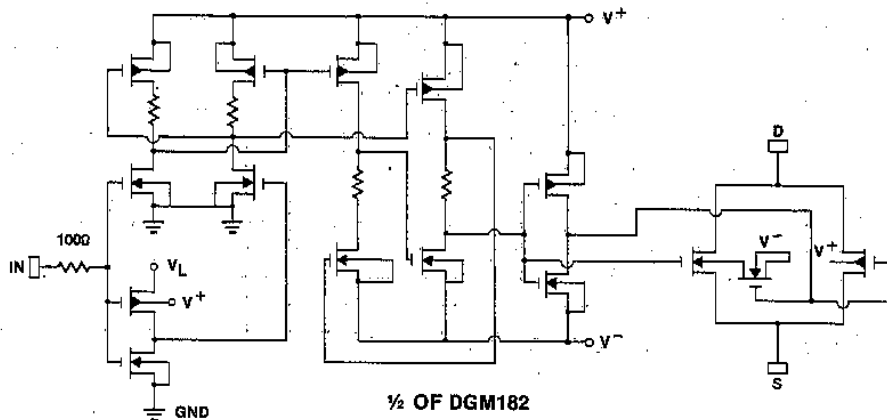 V+
D
100Ω
IN
VL
V+
V-
V+
V-
S
GND
½ OF DGM182